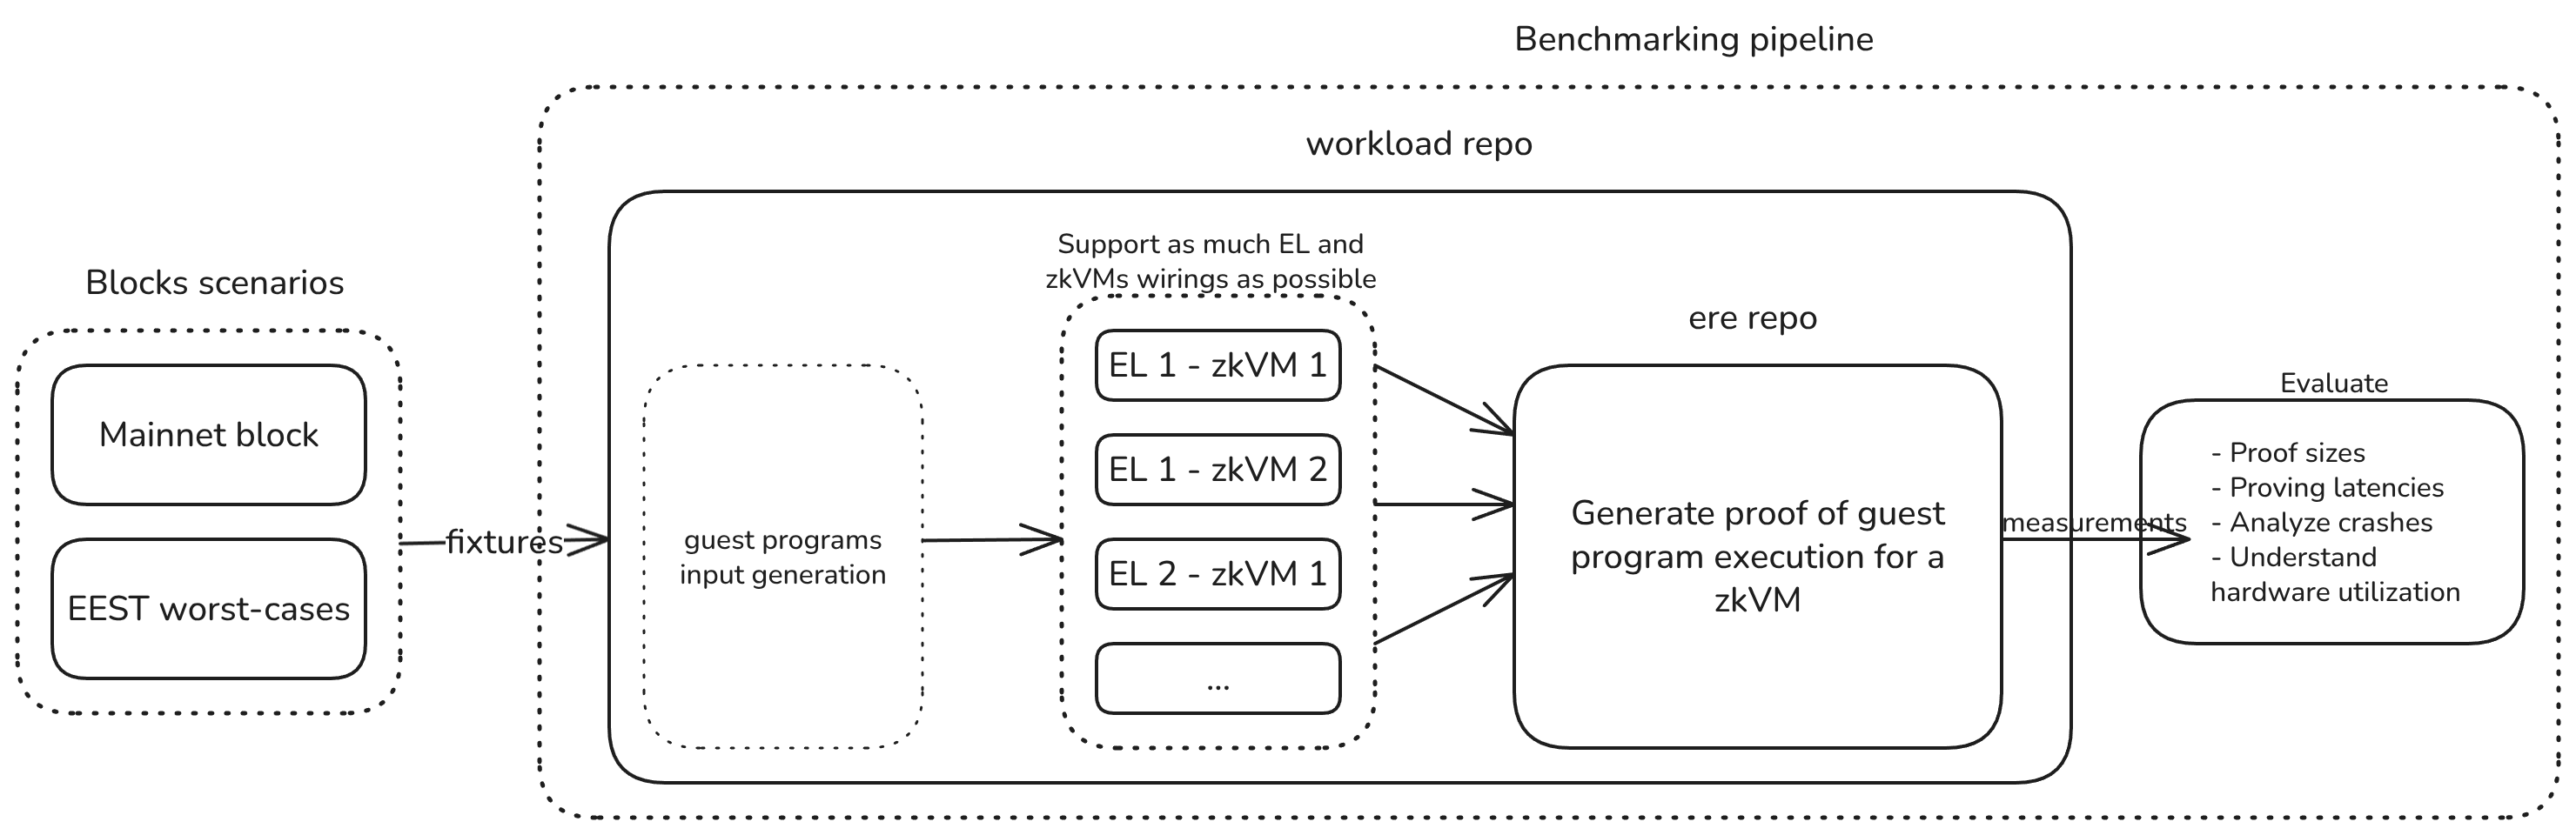 Benchmarking pipeline
workload repo
Blocks scenarios
Mainnet block
EEST worst-cases
fixtures
guest programs
input generation
Support as much EL and
zkVMs wirings as possible
EL 1 - zkVM 1
EL 1 - zkVM 2
EL 2 - zkVM 1
...
ere repo
Generate proof of guest
program execution for a
zkVM
measurements
Evaluate
- Proof sizes
- Proving latencies
- Analyze crashes
- Understand
hardware utilization